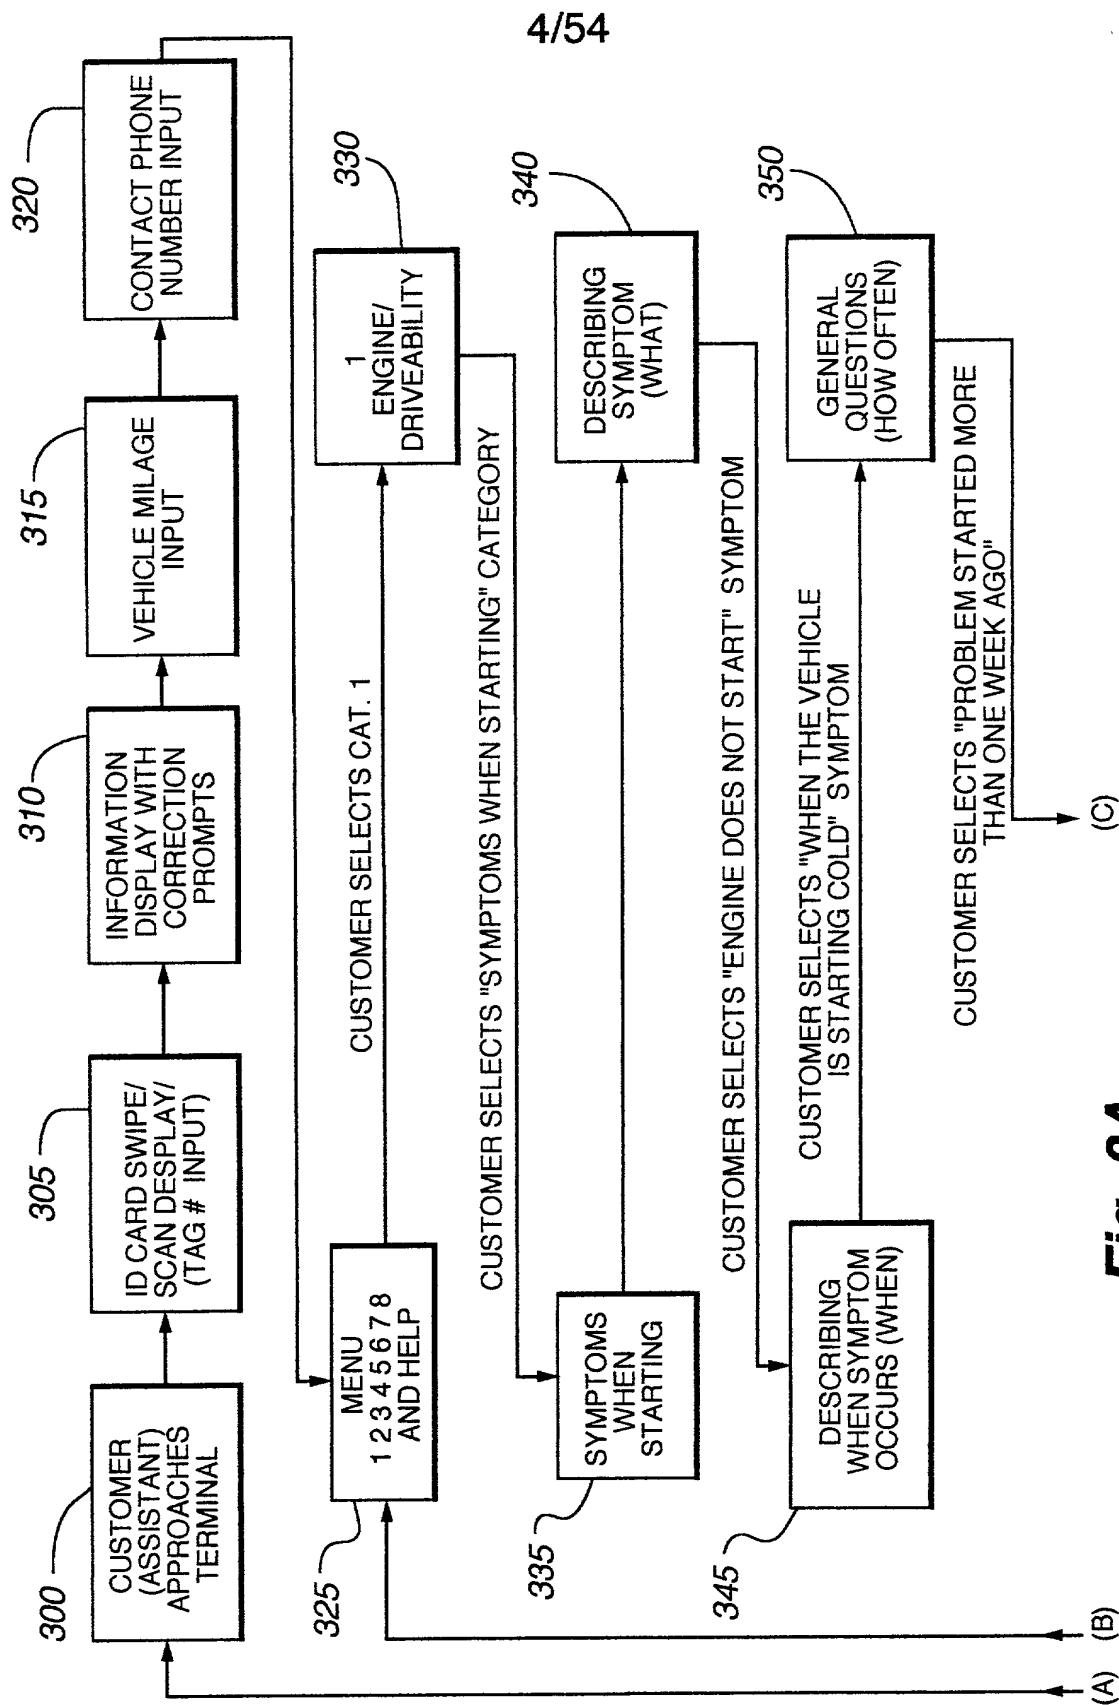 4/54
300
CUSTOMER
(ASSISTANT)
APPROACHES
TERMINAL
305
ID CARD SWIPE/
SCAN DESPLAY/
(TAG # INPUT)
310
INFORMATION
DISPLAY WITH
CORRECTION
PROMPTS
315
VEHICLE MILAGE
INPUT
320
CONTACT PHONE
NUMBER INPUT
325
MENU
1 2 3 4 5 6 7 8
AND HELP
CUSTOMER SELECTS CAT. 1
330
1
ENGINE/
DRIVEABILITY
CUSTOMER SELECTS "SYMPTOMS WHEN STARTING" CATEGORY
335
SYMPTOMS
WHEN
STARTING
340
DESCRIBING
SYMPTOM
(WHAT)
CUSTOMER SELECTS "ENGINE DOES NOT START" SYMPTOM
345
DESCRIBING
WHEN SYMPTOM
OCCURS (WHEN)
CUSTOMER SELECTS "WHEN THE VEHICLE
IS STARTING COLD" SYMPTOM
350
GENERAL
QUESTIONS
(HOW OFTEN)
CUSTOMER SELECTS "PROBLEM STARTED MORE
THAN ONE WEEK AGO"
(A)
(B)
(C)